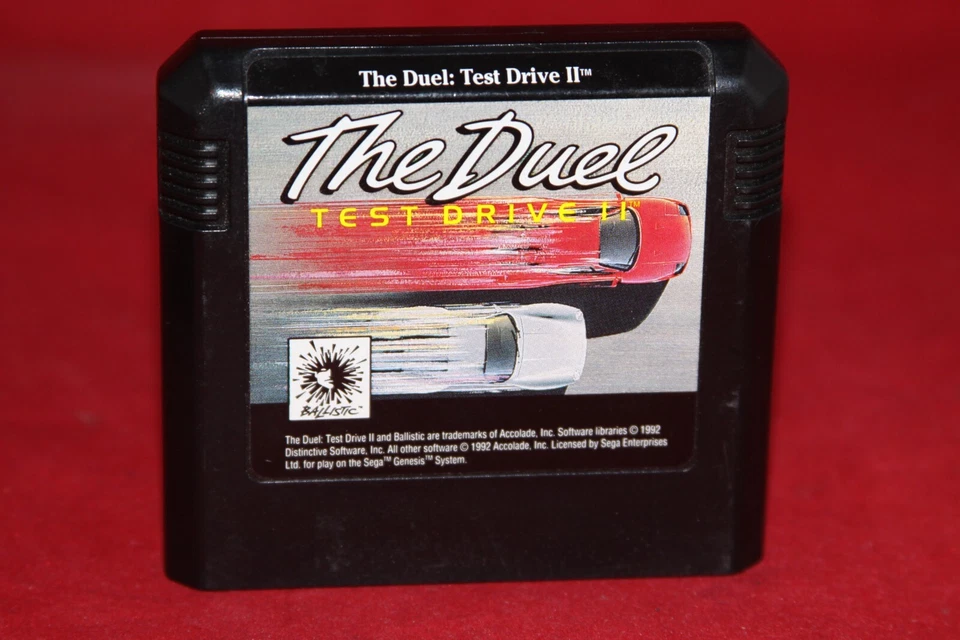 The Duel: Test Drive II™
The Duel
TEST DRIVE II™
BALLISTIC™
The Duel: Test Drive II and Ballistic are trademarks of Accolade, Inc. Software libraries © 1992
Distinctive Software, Inc. All other software © 1992 Accolade, Inc. Licensed by Sega Enterprises
Ltd. for play on the Sega™ Genesis™ System.